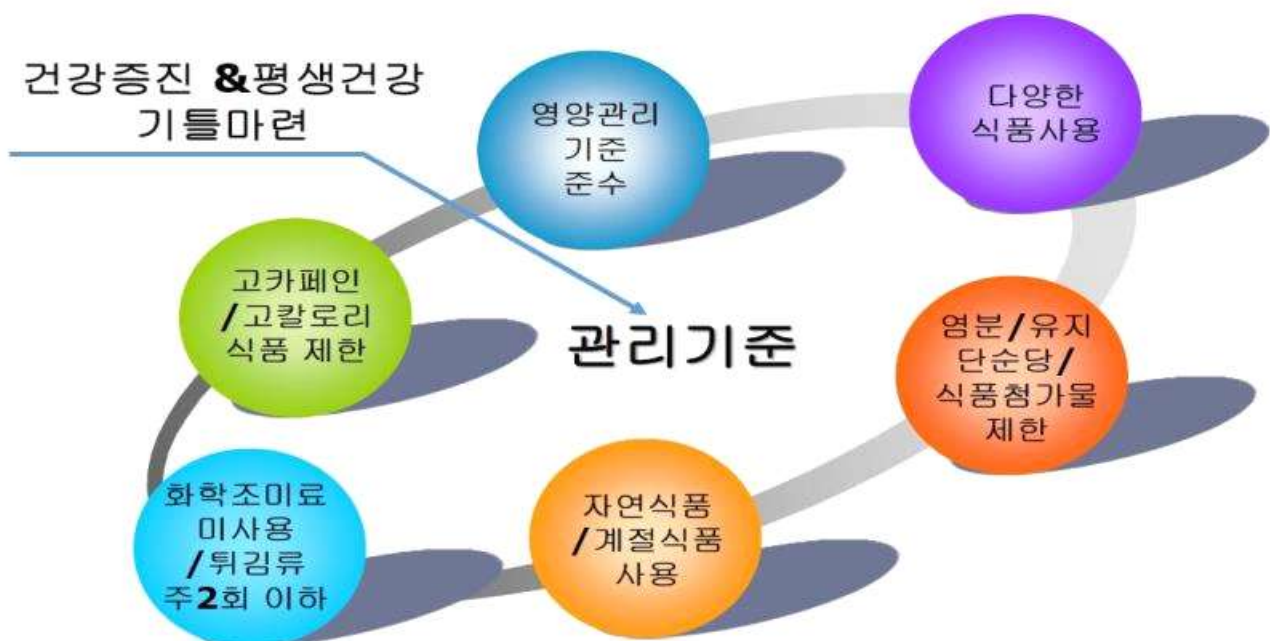 건강증진 &평생건강
기틀마련
영양관리
기준
준수
다양한
식품사용
고카페인
/고칼로리
식품 제한
관리기준
염분/유지
단순당/
식품첨가물
제한
화학조미료
미사용
/튀김류
주2회 이하
자연식품
/계절식품
사용